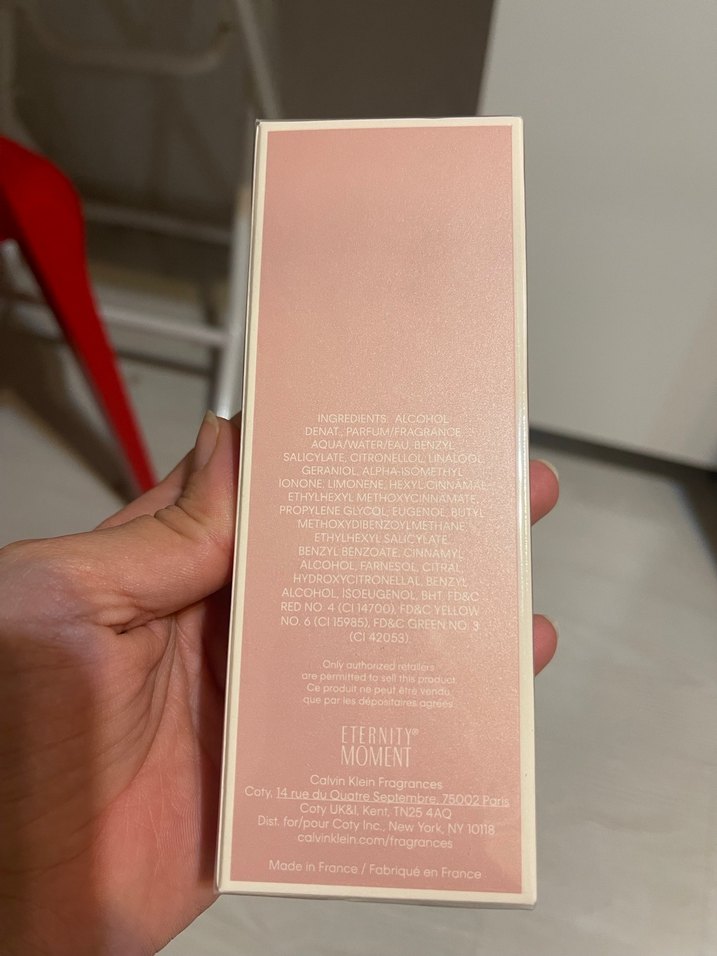 INGREDIENTS: ALCOHOL
DENAT., PARFUM/FRAGRANCE,
AQUA/WATER/EAU, BENZYL
SALICYLATE, CITRONELLOL, LINALOOL,
GERANIOL, ALPHA-ISOMETHYL
IONONE, LIMONENE, HEXYL CINNAMAL,
ETHYLHEXYL METHOXYCINNAMATE,
PROPYLENE GLYCOL, EUGENOL, BUTYL
METHOXYDIBENZOYLMETHANE,
ETHYLHEXYL SALICYLATE,
BENZYL BENZOATE, CINNAMYL
ALCOHOL, FARNESOL, CITRAL,
HYDROXYCITRONELLAL, BENZYL
ALCOHOL, ISOEUGENOL, BHT, FD&C
RED NO. 4 (CI 14700), FD&C YELLOW
NO. 6 (CI 15985), FD&C GREEN NO. 3
(CI 42053).
Only authorized retailers
are permitted to sell this product.
Ce produit ne peut être vendu
que par les dépositaires agréés.
ETERNITY®
MOMENT
Calvin Klein Fragrances
Coty, 14 rue du Quatre Septembre, 75002 Paris
Coty UK&I, Kent, TN25 4AQ
Dist. for/pour Coty Inc., New York, NY 10118
calvinklein.com/fragrances
Made in France / Fabriqué en France